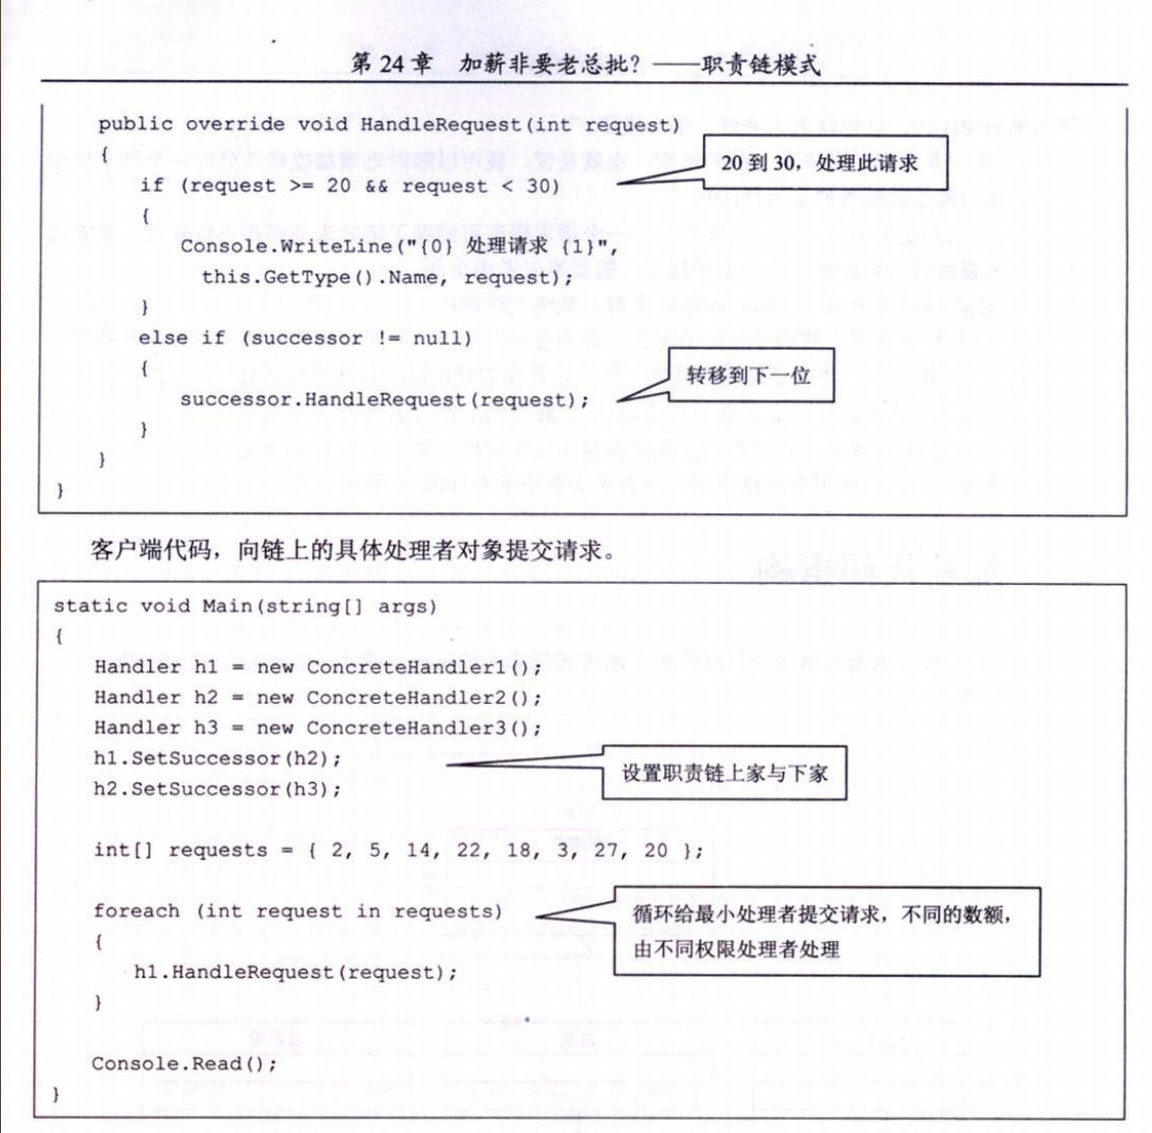 第 24 章 加薪非要老总批？——职责链模式
public override void HandleRequest(int request)
{
20 到 30，处理此请求
if (request >= 20 && request < 30)
{
Console.WriteLine("{0} 处理请求 {1}",
this.GetType().Name, request);
}
else if (successor != null)
{
转移到下一位
successor.HandleRequest(request);
}
}
}
客户端代码，向链上的具体处理者对象提交请求。
static void Main(string[] args)
{
Handler h1 = new ConcreteHandler1();
Handler h2 = new ConcreteHandler2();
Handler h3 = new ConcreteHandler3();
h1.SetSuccessor(h2);
设置职责链上家与下家
h2.SetSuccessor(h3);
int[] requests = { 2, 5, 14, 22, 18, 3, 27, 20 };
foreach (int request in requests)
循环给最小处理者提交请求，不同的数额，
由不同权限处理者处理
{
h1.HandleRequest(request);
}
Console.Read();
}